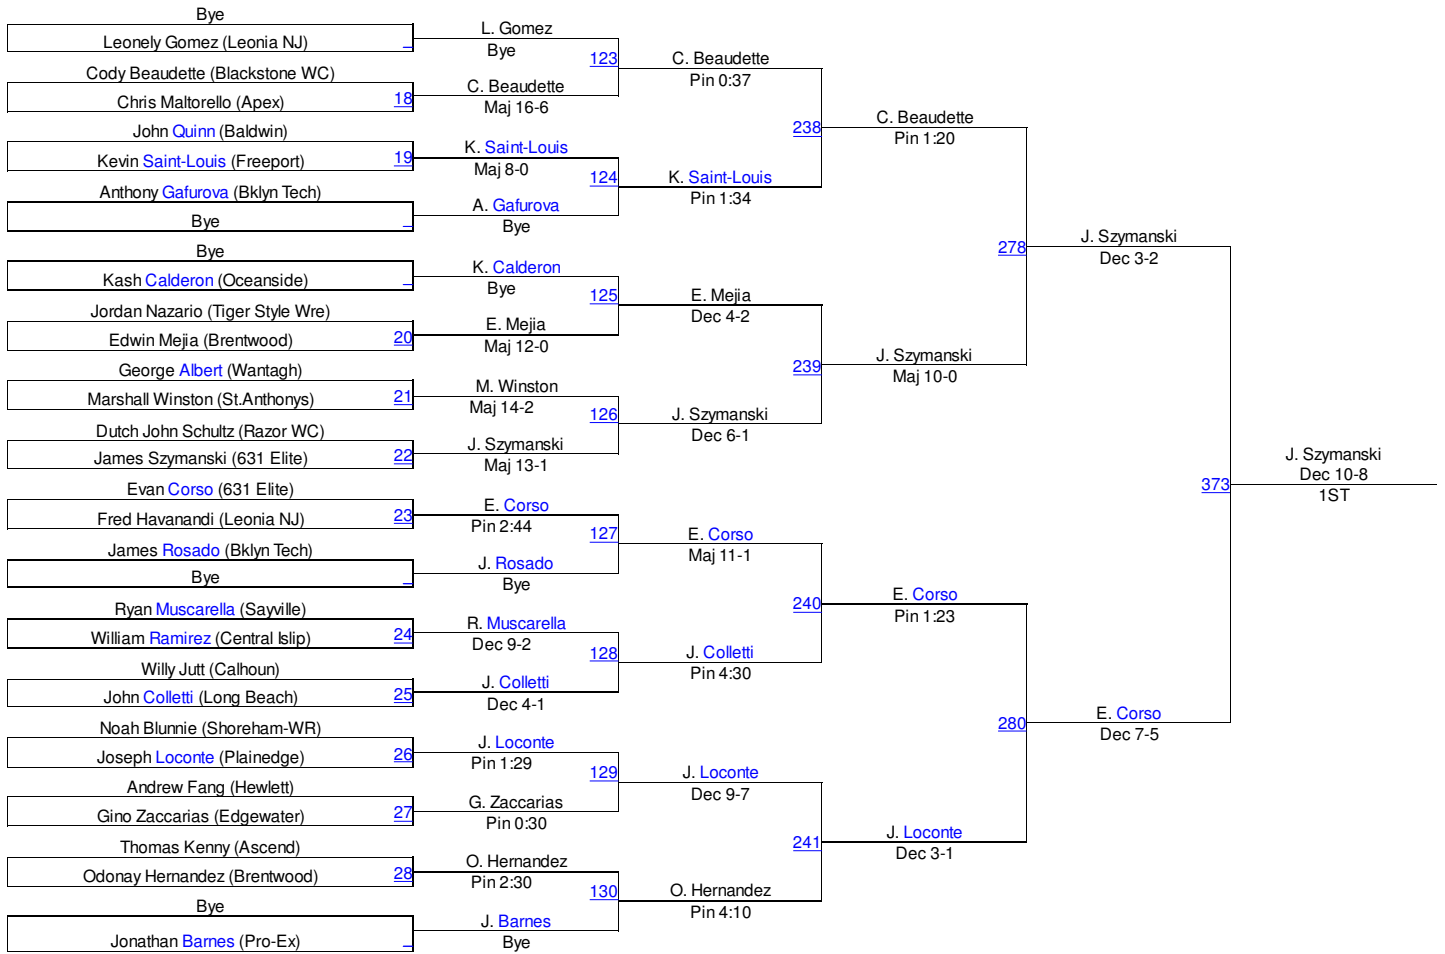 Bye
Leonely Gomez (Leonia NJ)
Cody Beaudette (Blackstone WC)
18
Chris Maltorello (Apex)
John Quinn (Baldwin)
19
Kevin Saint-Louis (Freeport)
Anthony Gafurova (Bklyn Tech)
Bye
Bye
Kash Calderon (Oceanside)
Jordan Nazario (Tiger Style Wre)
20
Edwin Mejia (Brentwood)
George Albert (Wantagh)
21
Marshall Winston (St.Anthonys)
Dutch John Schultz (Razor WC)
22
James Szymanski (631 Elite)
Evan Corso (631 Elite)
23
Fred Havanandi (Leonia NJ)
James Rosado (Bklyn Tech)
Bye
Ryan Muscarella (Sayville)
24
William Ramirez (Central Islip)
Willy Jutt (Calhoun)
25
John Colletti (Long Beach)
Noah Blunnie (Shoreham-WR)
26
Joseph Loconte (Plainedge)
Andrew Fang (Hewlett)
27
Gino Zaccarias (Edgewater)
Thomas Kenny (Ascend)
28
Odonay Hernandez (Brentwood)
Bye
Jonathan Barnes (Pro-Ex)
L. Gomez
Bye
123
C. Beaudette
Maj 16-6
K. Saint-Louis
Maj 8-0
124
A. Gafurova
Bye
K. Calderon
Bye
125
E. Mejia
Maj 12-0
M. Winston
Maj 14-2
126
J. Szymanski
Maj 13-1
E. Corso
Pin 2:44
127
J. Rosado
Bye
R. Muscarella
Dec 9-2
128
J. Colletti
Dec 4-1
J. Loconte
Pin 1:29
129
G. Zaccarias
Pin 0:30
O. Hernandez
Pin 2:30
130
J. Barnes
Bye
C. Beaudette
Pin 0:37
238
K. Saint-Louis
Pin 1:34
E. Mejia
Dec 4-2
239
J. Szymanski
Dec 6-1
E. Corso
Maj 11-1
240
J. Colletti
Pin 4:30
J. Loconte
Dec 9-7
241
O. Hernandez
Pin 4:10
C. Beaudette
Pin 1:20
278
J. Szymanski
Maj 10-0
E. Corso
Pin 1:23
280
J. Loconte
Dec 3-1
J. Szymanski
Dec 3-2
373
E. Corso
Dec 7-5
J. Szymanski
Dec 10-8
1ST